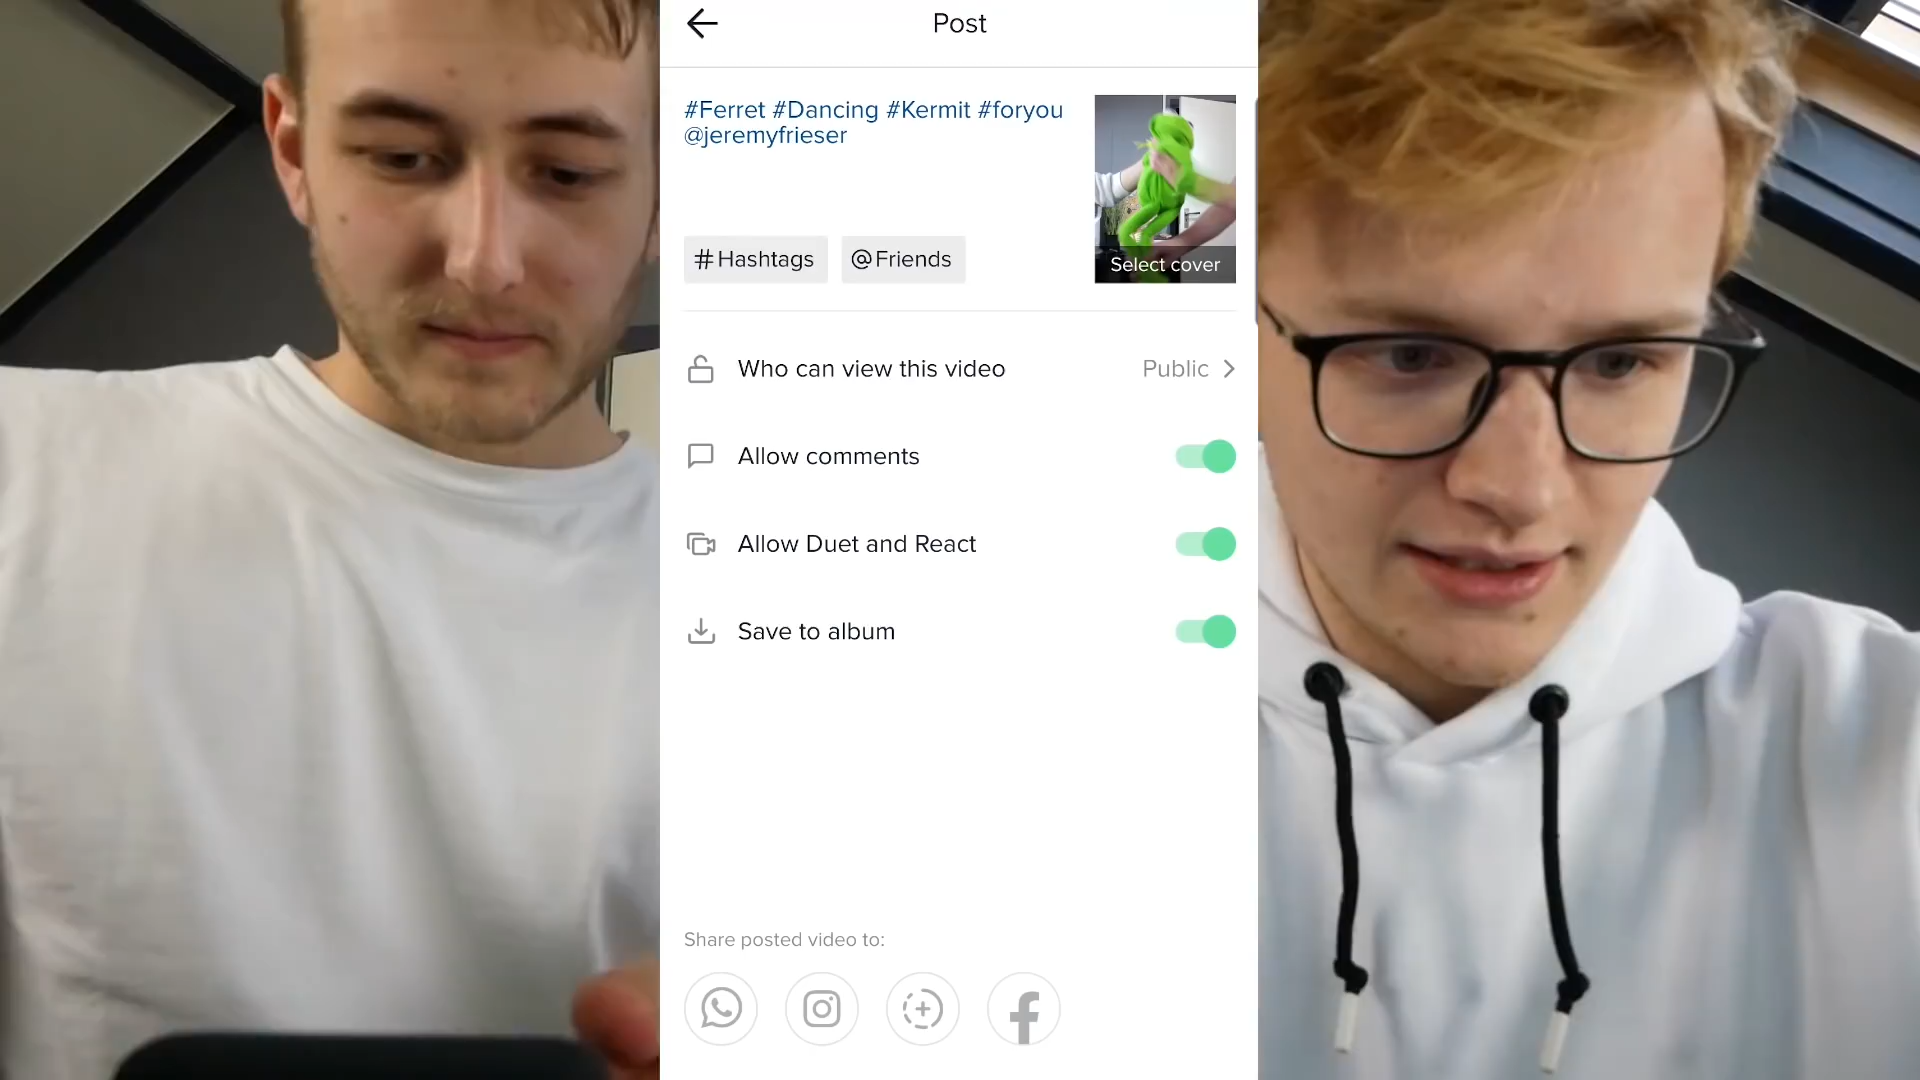 Post
#Ferret #Dancing #Kermit #foryou
@jeremyfrieser
Select cover
#Hashtags
@Friends
Who can view this video
Public
Allow comments
Allow Duet and React
Save to album
Share posted video to: